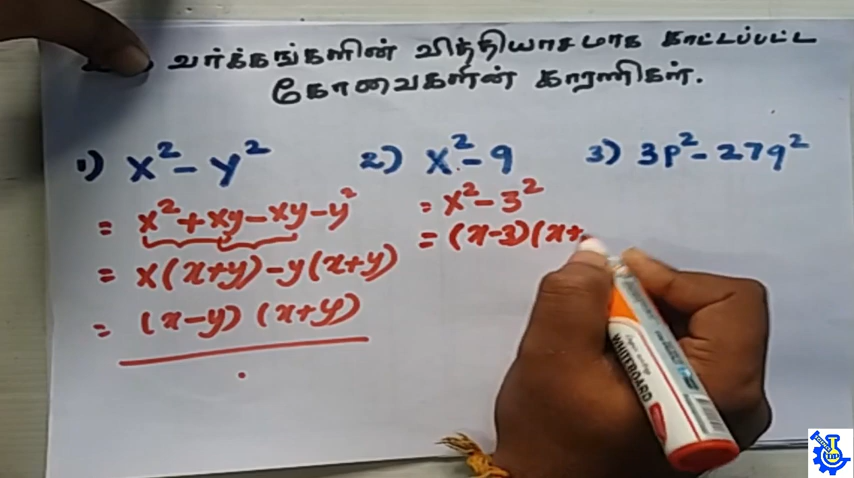 வர்க்கங்களின் வித்தியாசமாக காட்டப்பட்ட
கோவைகளின் காரணிகள்.
1) x² - y²
= x² + xy - xy - y²
= x(x+y) - y(x+y)
= (x-y) (x+y)
2) x² - 9
= x² - 3²
= (x-3)(x+
3) 3p² - 27q²
WHITEBOARD